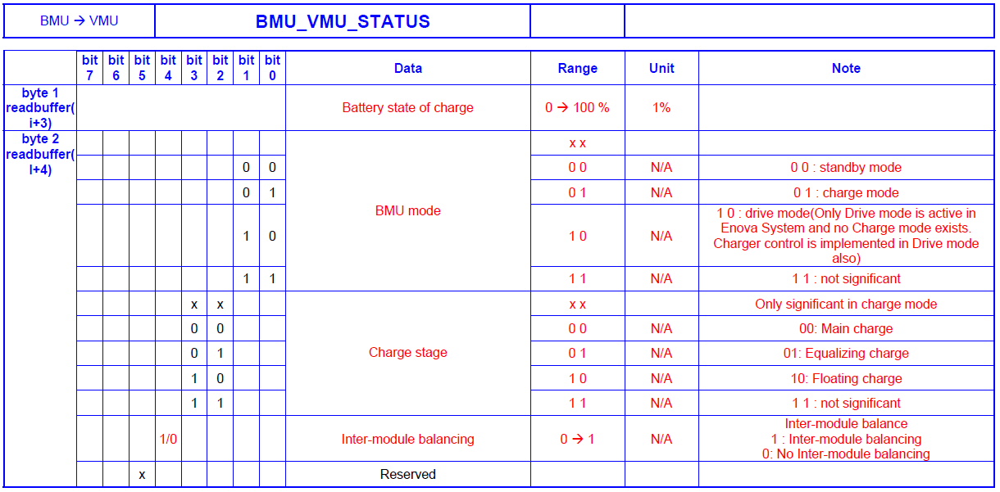 BMU → VMU BMU_VMU_STATUS
bit 7 bit 6 bit 5 bit 4 bit 3 bit 2 bit 1 bit 0 Data Range Unit Note
byte 1
readbuffer(
i+3)
Battery state of charge 0 → 100 % 1%
byte 2
readbuffer(
I+4)
BMU mode
x x
0 0 0 0 N/A 0 0 : standby mode
0 1 0 1 N/A 0 1 : charge mode
1 0 1 0 N/A 1 0 : drive mode(Only Drive mode is active in
Enova System and no Charge mode exists.
Charger control is implemented in Drive mode
also)
1 1 1 1 N/A 1 1 : not significant
Charge stage
x x x x Only significant in charge mode
0 0 0 0 N/A 00: Main charge
0 1 0 1 N/A 01: Equalizing charge
1 0 1 0 N/A 10: Floating charge
1 1 1 1 N/A 1 1 : not significant
1/0 Inter-module balancing 0 → 1 N/A Inter-module balance
1 : Inter-module balancing
0: No Inter-module balancing
x Reserved